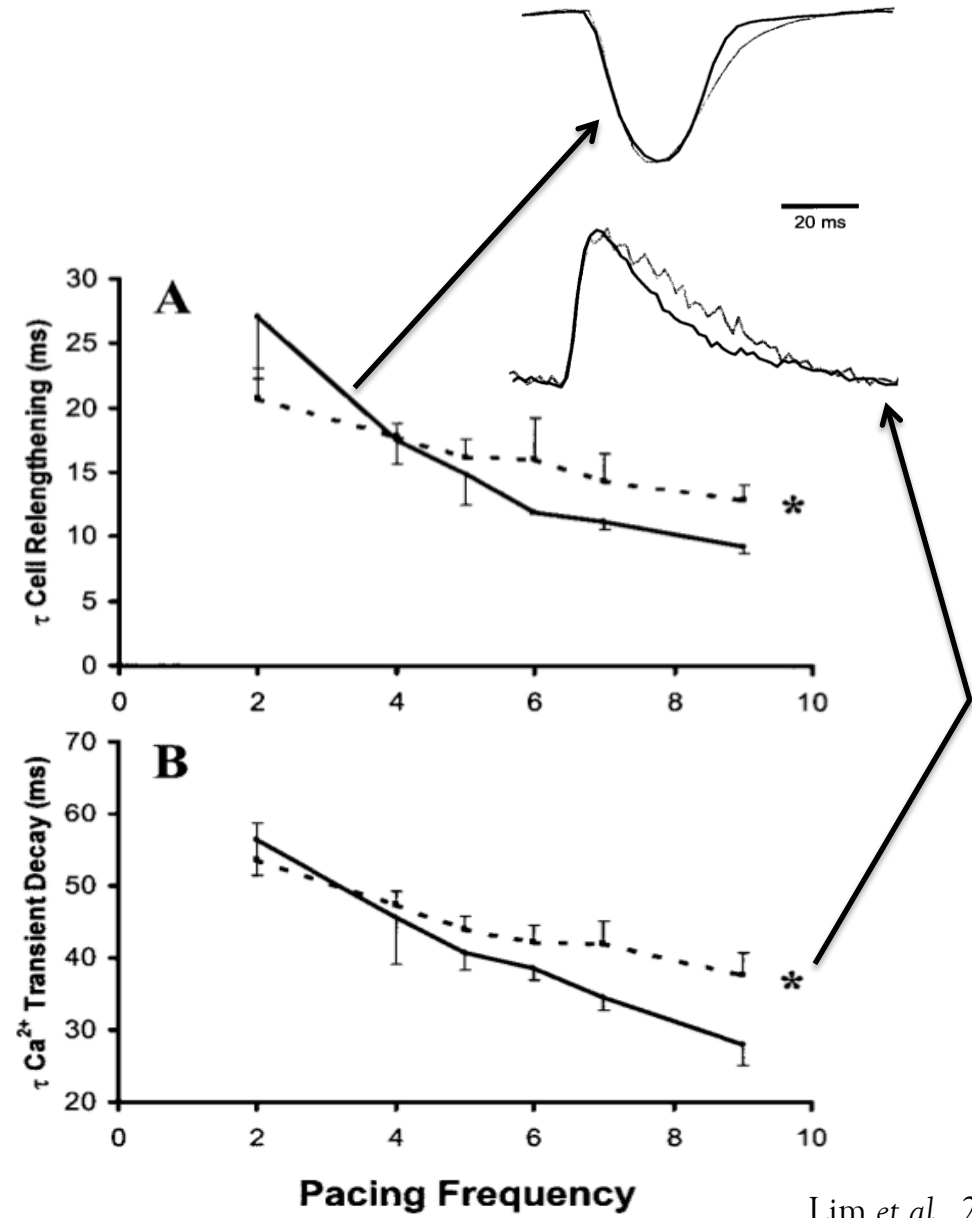 20 ms
A
τ Cell Relengthening (ms)
30
25
20
15
10
5
0
0 2 4 6 8 10
*
B
τ Ca²⁺ Transient Decay (ms)
70
60
50
40
30
20
0 2 4 6 8 10
*
Pacing Frequency
Lim et al., 2